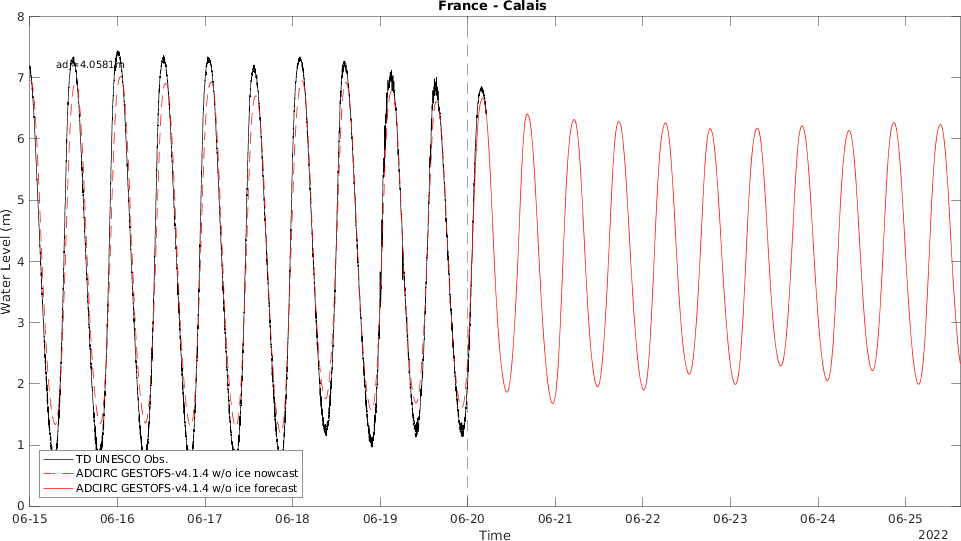 France - Calais
adj=4.0581m
Water Level (m)
8
7
6
5
4
3
2
1
0
TD UNESCO Obs.
ADCIRC GESTOFS-v4.1.4 w/o ice nowcast
ADCIRC GESTOFS-v4.1.4 w/o ice forecast
06-15 06-16 06-17 06-18 06-19 06-20 06-21 06-22 06-23 06-24 06-25
2022
Time